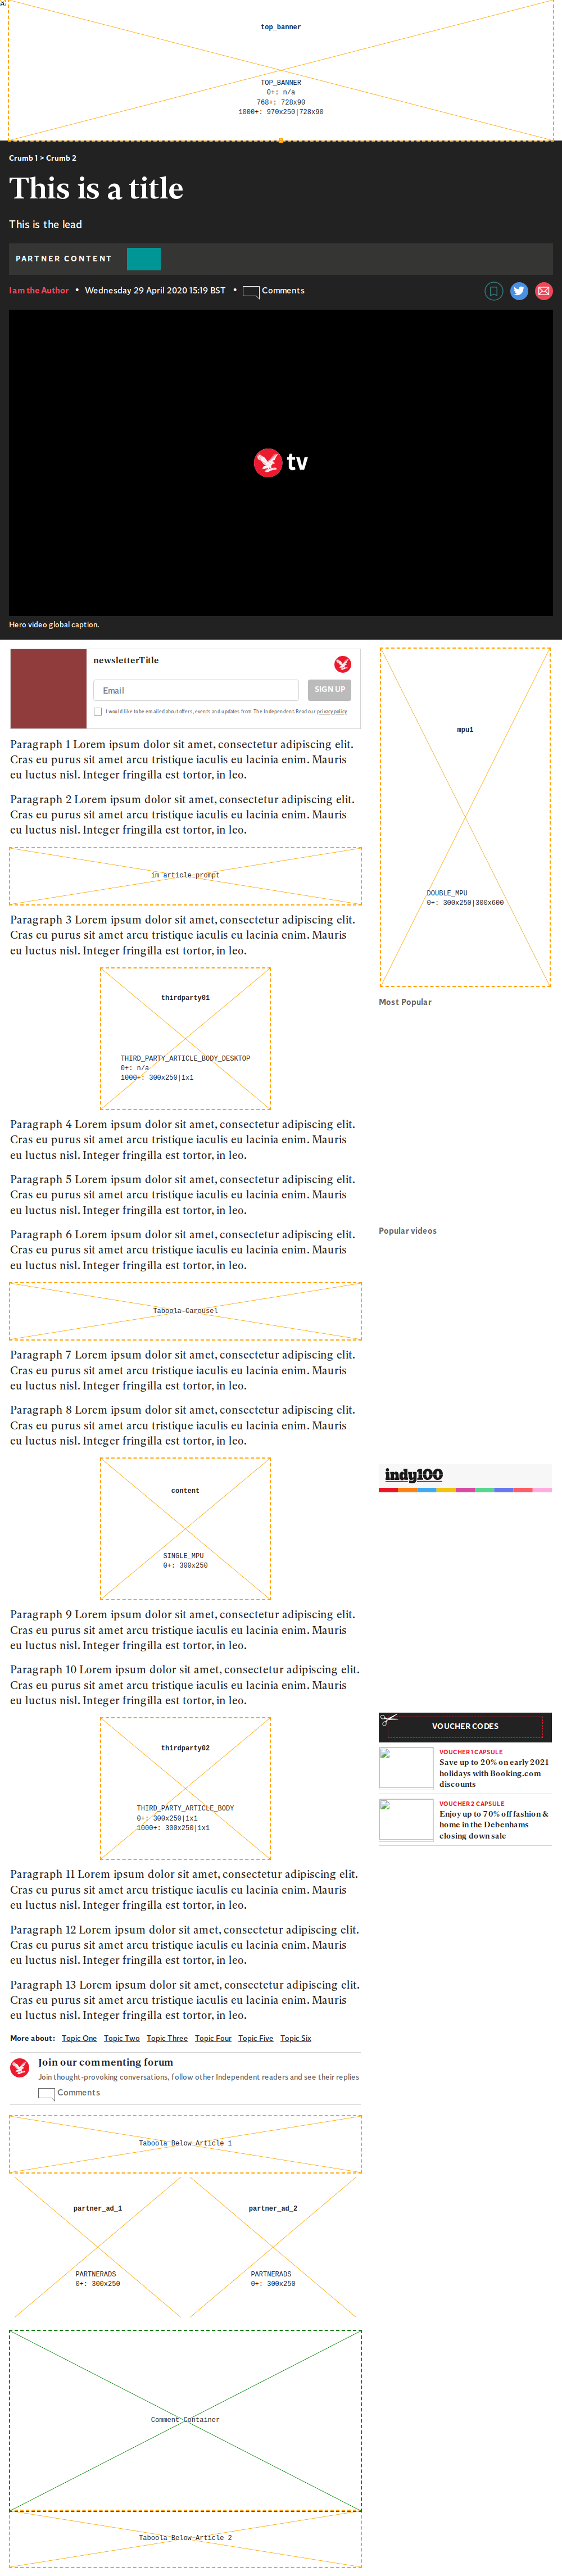 top_banner
TOP_BANNER
0+: n/a
768+: 728x90
1000+: 970x250|728x90
Crumb 1 > Crumb 2
This is a title
This is the lead
PARTNER CONTENT
I am the Author • Wednesday 29 April 2020 15:19 BST • Comments
tv
Hero video global caption.
newsletterTitle
Email
SIGN UP
I would like to be emailed about offers, events and updates from The Independent. Read our privacy policy
Paragraph 1 Lorem ipsum dolor sit amet, consectetur adipiscing elit.
Cras eu purus sit amet arcu tristique iaculis eu lacinia enim. Mauris
eu luctus nisl. Integer fringilla est tortor, in leo.
Paragraph 2 Lorem ipsum dolor sit amet, consectetur adipiscing elit.
Cras eu purus sit amet arcu tristique iaculis eu lacinia enim. Mauris
eu luctus nisl. Integer fringilla est tortor, in leo.
im article prompt
Paragraph 3 Lorem ipsum dolor sit amet, consectetur adipiscing elit.
Cras eu purus sit amet arcu tristique iaculis eu lacinia enim. Mauris
eu luctus nisl. Integer fringilla est tortor, in leo.
thirdparty01
THIRD_PARTY_ARTICLE_BODY_DESKTOP
0+: n/a
1000+: 300x250|1x1
Paragraph 4 Lorem ipsum dolor sit amet, consectetur adipiscing elit.
Cras eu purus sit amet arcu tristique iaculis eu lacinia enim. Mauris
eu luctus nisl. Integer fringilla est tortor, in leo.
Paragraph 5 Lorem ipsum dolor sit amet, consectetur adipiscing elit.
Cras eu purus sit amet arcu tristique iaculis eu lacinia enim. Mauris
eu luctus nisl. Integer fringilla est tortor, in leo.
Paragraph 6 Lorem ipsum dolor sit amet, consectetur adipiscing elit.
Cras eu purus sit amet arcu tristique iaculis eu lacinia enim. Mauris
eu luctus nisl. Integer fringilla est tortor, in leo.
Taboola Carousel
Paragraph 7 Lorem ipsum dolor sit amet, consectetur adipiscing elit.
Cras eu purus sit amet arcu tristique iaculis eu lacinia enim. Mauris
eu luctus nisl. Integer fringilla est tortor, in leo.
Paragraph 8 Lorem ipsum dolor sit amet, consectetur adipiscing elit.
Cras eu purus sit amet arcu tristique iaculis eu lacinia enim. Mauris
eu luctus nisl. Integer fringilla est tortor, in leo.
content
SINGLE_MPU
0+: 300x250
Paragraph 9 Lorem ipsum dolor sit amet, consectetur adipiscing elit.
Cras eu purus sit amet arcu tristique iaculis eu lacinia enim. Mauris
eu luctus nisl. Integer fringilla est tortor, in leo.
Paragraph 10 Lorem ipsum dolor sit amet, consectetur adipiscing elit.
Cras eu purus sit amet arcu tristique iaculis eu lacinia enim. Mauris
eu luctus nisl. Integer fringilla est tortor, in leo.
thirdparty02
THIRD_PARTY_ARTICLE_BODY
0+: 300x250|1x1
1000+: 300x250|1x1
Paragraph 11 Lorem ipsum dolor sit amet, consectetur adipiscing elit.
Cras eu purus sit amet arcu tristique iaculis eu lacinia enim. Mauris
eu luctus nisl. Integer fringilla est tortor, in leo.
Paragraph 12 Lorem ipsum dolor sit amet, consectetur adipiscing elit.
Cras eu purus sit amet arcu tristique iaculis eu lacinia enim. Mauris
eu luctus nisl. Integer fringilla est tortor, in leo.
Paragraph 13 Lorem ipsum dolor sit amet, consectetur adipiscing elit.
Cras eu purus sit amet arcu tristique iaculis eu lacinia enim. Mauris
eu luctus nisl. Integer fringilla est tortor, in leo.
More about: Topic One Topic Two Topic Three Topic Four Topic Five Topic Six
Join our commenting forum
Join thought-provoking conversations, follow other Independent readers and see their replies
Comments
Taboola Below Article 1
partner_ad_1
PARTNERADS
0+: 300x250
partner_ad_2
PARTNERADS
0+: 300x250
Comment Container
Taboola Below Article 2
mpu1
DOUBLE_MPU
0+: 300x250|300x600
Most Popular
Popular videos
indy100
VOUCHER CODES
VOUCHER 1 CAPSULE
Save up to 20% on early 2021
holidays with Booking.com
discounts
VOUCHER 2 CAPSULE
Enjoy up to 70% off fashion &
home in the Debenhams
closing down sale